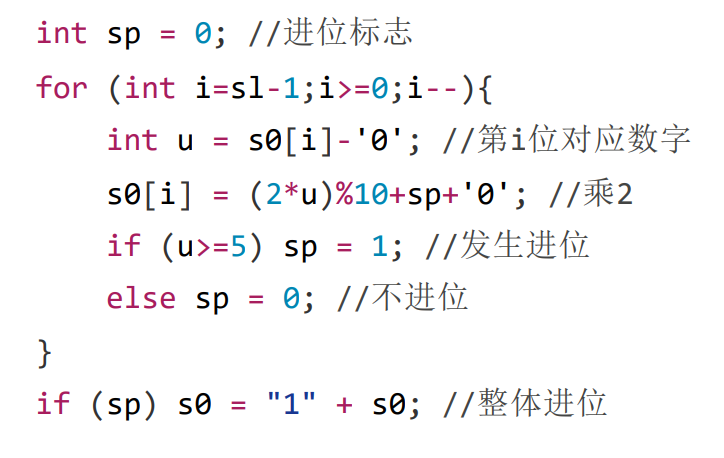 int sp = 0; //进位标志
for (int i=sl-1;i>=0;i--){
    int u = s0[i]-'0'; //第i位对应数字
    s0[i] = (2*u)%10+sp+'0'; //乘2
    if (u>=5) sp = 1; //发生进位
    else sp = 0; //不进位
}
if (sp) s0 = "1" + s0; //整体进位